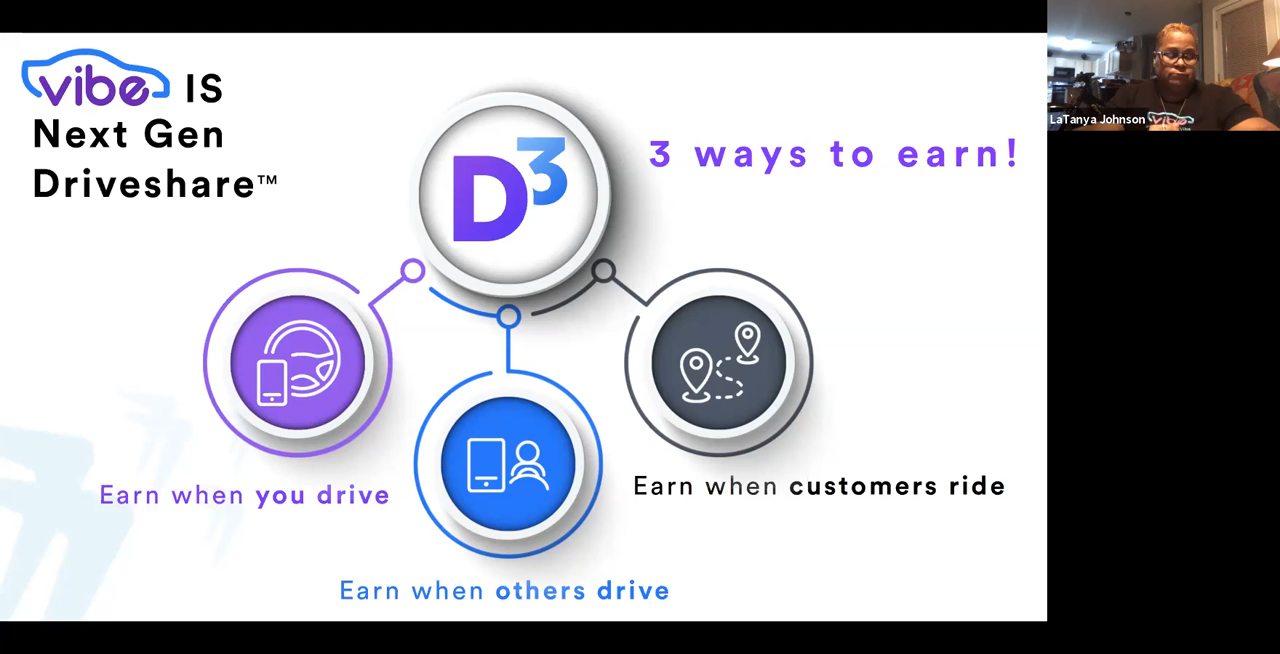 vibe IS
Next Gen
Driveshare™
D3
3 ways to earn!
Earn when you drive
Earn when others drive
Earn when customers ride
LaTanya Johnson
vibe